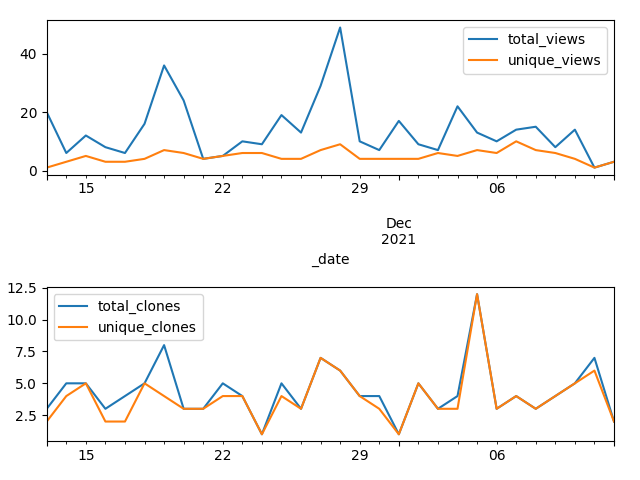 total_views
unique_views
40
20
0
15 22 29 06
Dec
2021
_date
total_clones
unique_clones
12.5
10.0
7.5
5.0
2.5
15 22 29 06